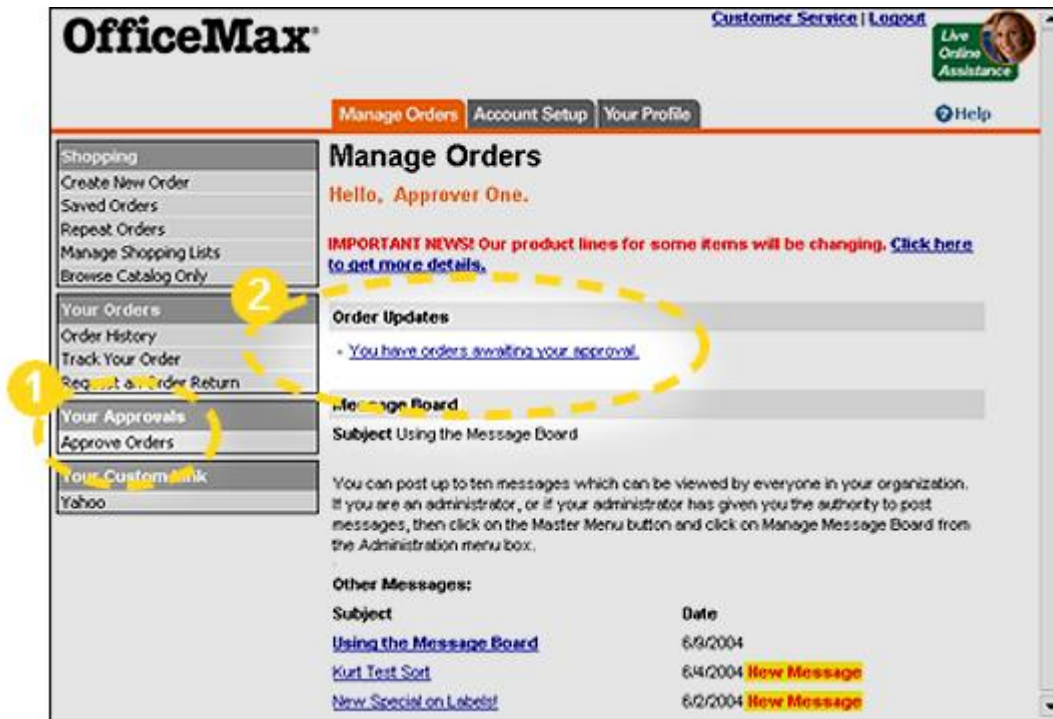 OfficeMax
Customer Service | Logout
Live
Online
Assistance
Manage Orders
Account Setup
Your Profile
Help
Shopping
Create New Order
Saved Orders
Repeat Orders
Manage Shopping Lists
Browse Catalog Only
2
Your Orders
Order History
Track Your Order
Request an Order Return
1
Your Approvals
Approve Orders
Your Custom Link
Yahoo
Manage Orders
Hello, Approver One.
IMPORTANT NEWS! Our product lines for some items will be changing. Click here
to get more details.
Order Updates
You have orders awaiting your approval.
Message Board
Subject Using the Message Board
You can post up to ten messages which can be viewed by everyone in your organization.
If you are an administrator, or if your administrator has given you the authority to post
messages, then click on the Master Menu button and click on Manage Message Board from
the Administration menu box.
Other Messages:
Subject Date
Using the Message Board 6/9/2004
Kurt Test Sort 6/4/2004 New Message
New Special on Labels! 6/2/2004 New Message